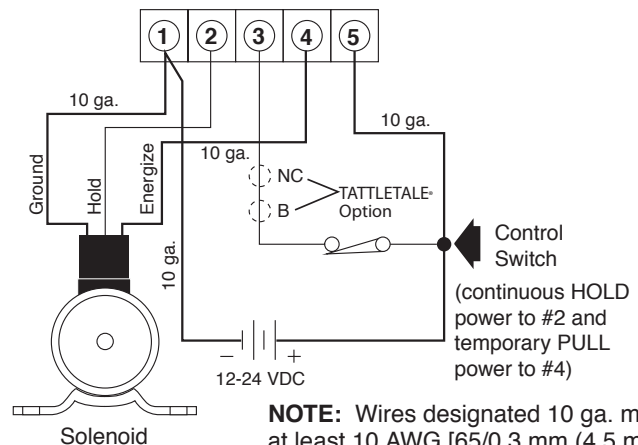 1 2 3 4 5
10 ga.
10 ga.
10 ga.
Ground
Hold
Energize
10 ga.
NC
B
TATTLETALE®
Option
Control
Switch
(continuous HOLD
power to #2 and
temporary PULL
power to #4)
– +
12-24 VDC
Solenoid
NOTE: Wires designated 10 ga. m
at least 10 AWG [65/0.3 mm (4.5 m